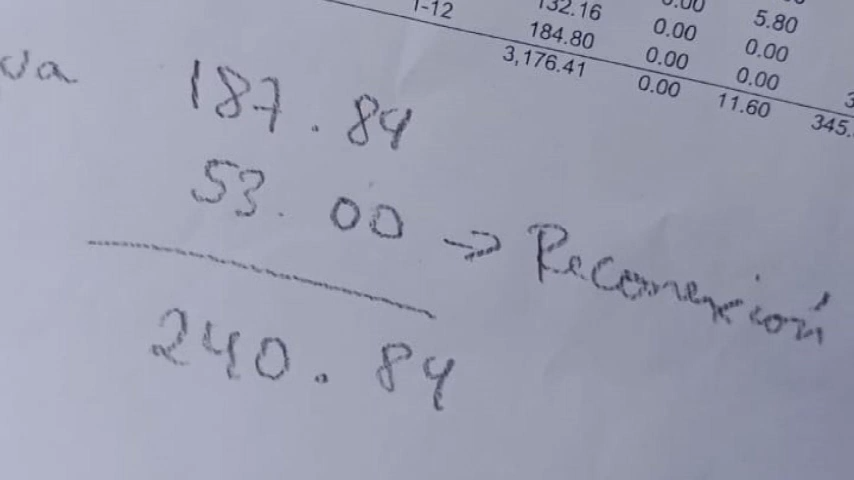 0.00 5.80
1-12 132.16 0.00 0.00
184.80 0.00 0.00
3,176.41 0.00 11.60 345.
187.84
53.00 → Reconexión
240.84